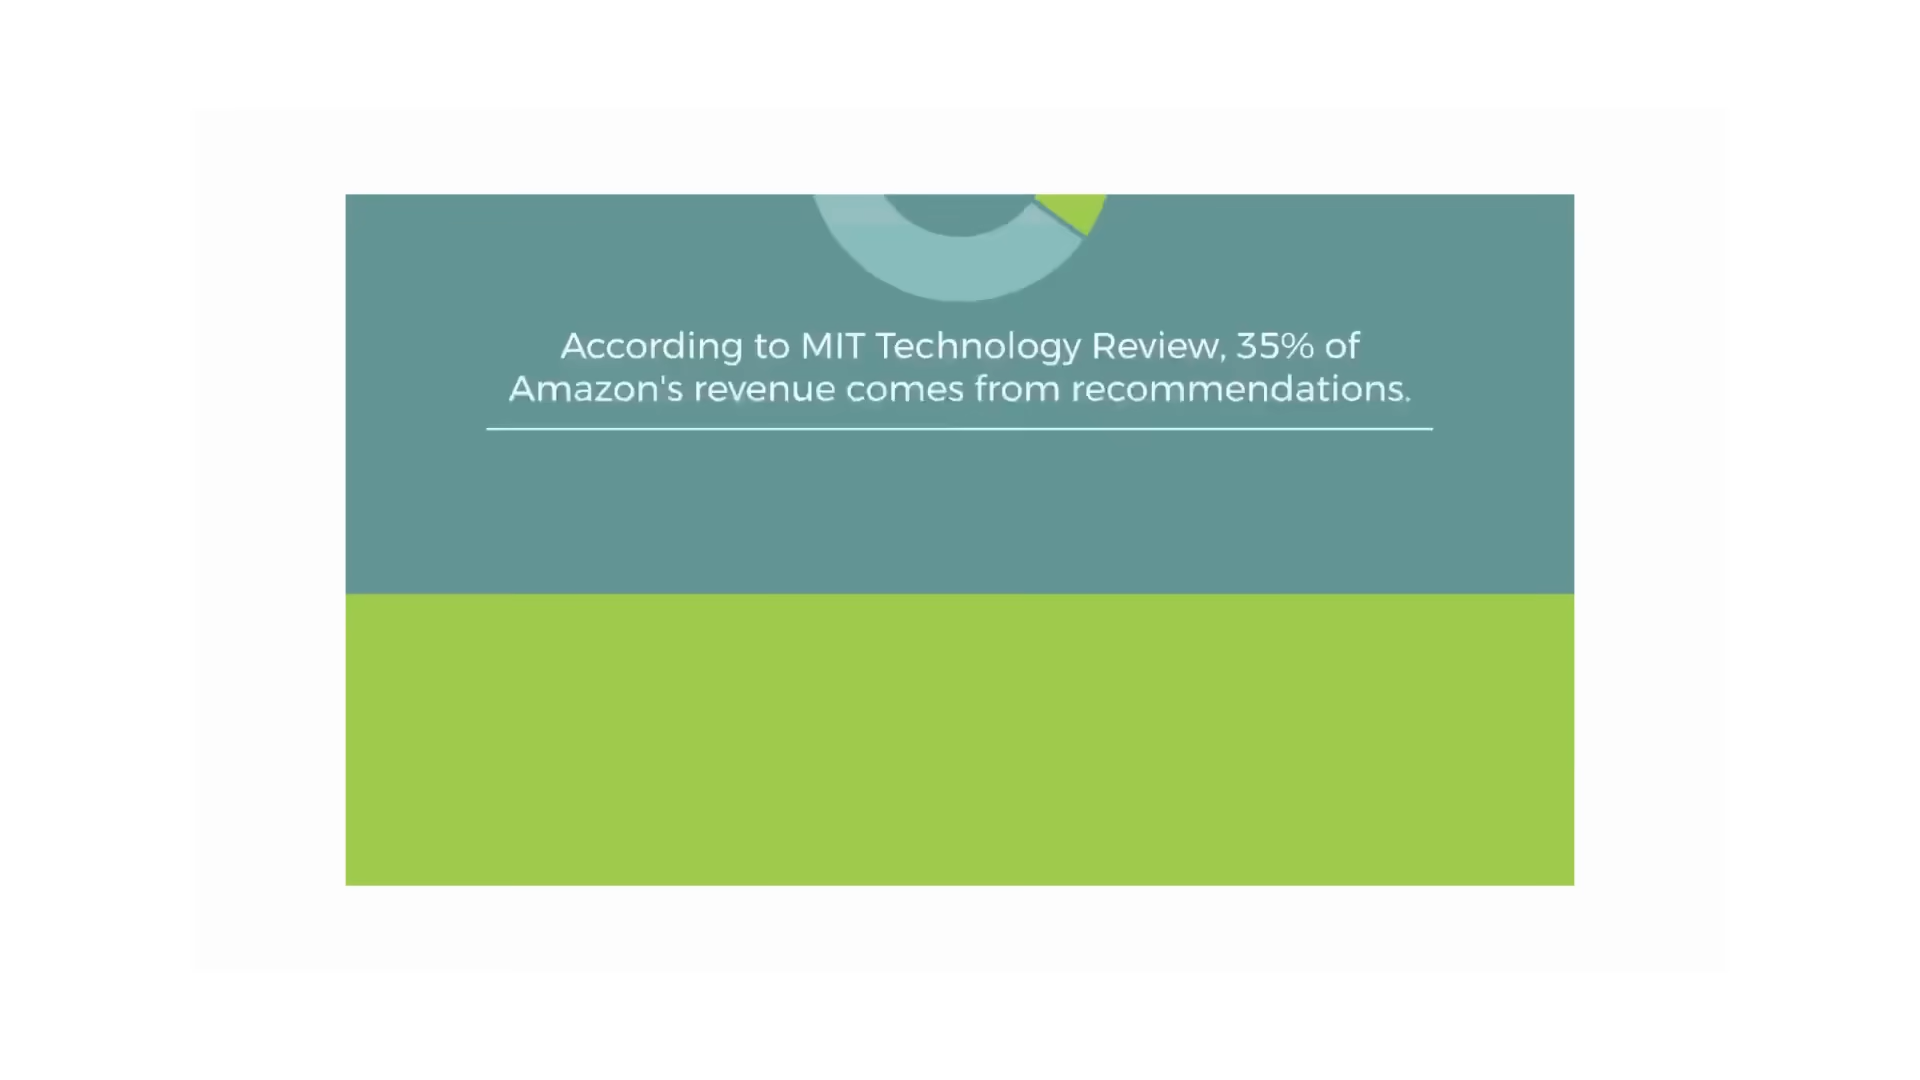 According to MIT Technology Review, 35% of
Amazon's revenue comes from recommendations.